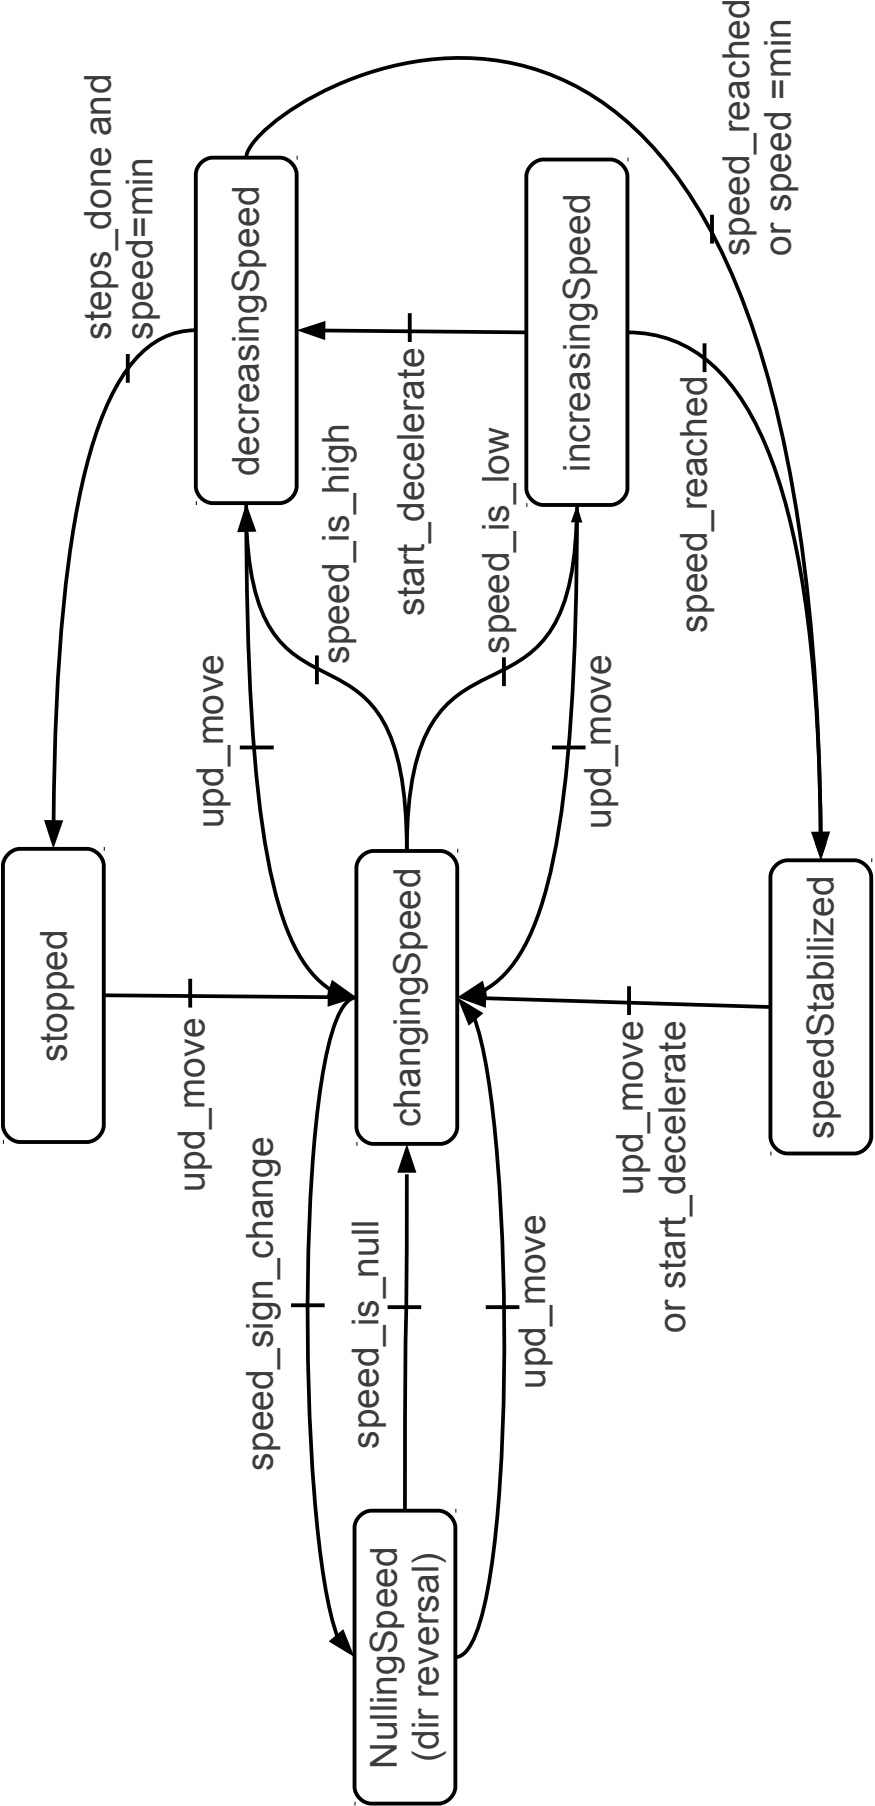 stopped
steps_done and
speed=min
upd_move
upd_move
decreasingSpeed
speed_sign_change
speed_is_high
speed_is_null
start_decelerate
NullingSpeed
(dir reversal)
changingSpeed
speed_is_low
increasingSpeed
upd_move
upd_move
upd_move
or start_decelerate
speed_reached
speed_reached
or speed =min
speedStabilized